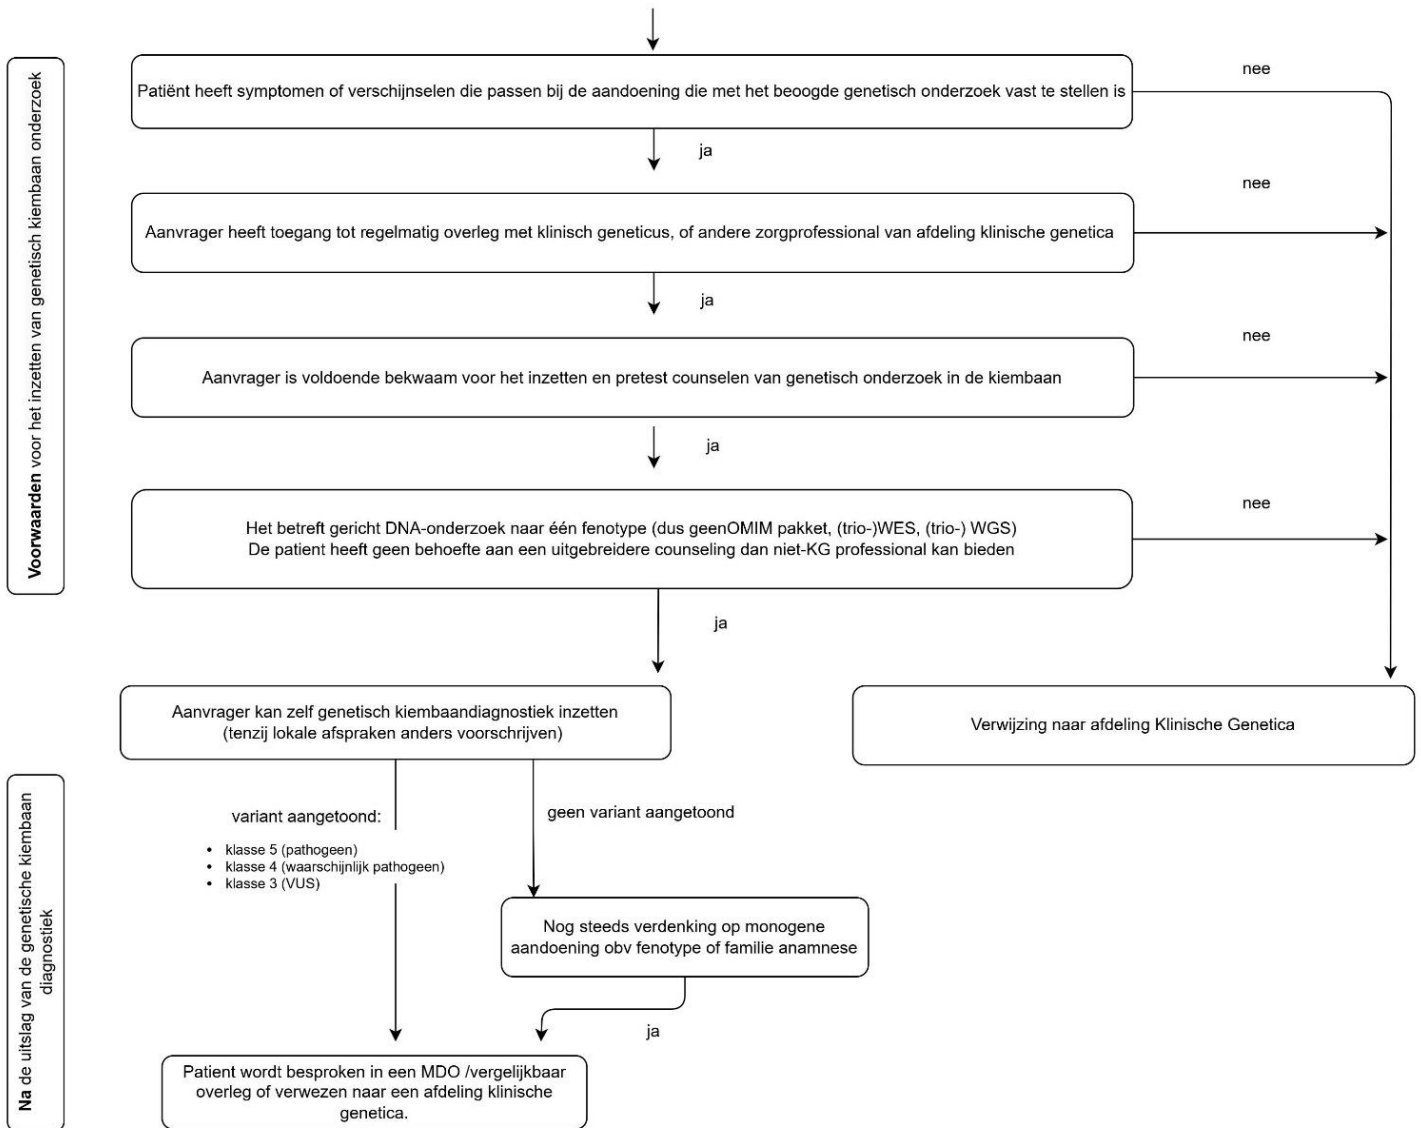 Voorwaarden voor het inzetten van genetisch kiembaan onderzoek
Patiënt heeft symptomen of verschijnselen die passen bij de aandoening die met het beoogde genetisch onderzoek vast te stellen is
nee
ja
Aanvrager heeft toegang tot regelmatig overleg met klinisch geneticus, of andere zorgprofessional van afdeling klinische genetica
nee
ja
Aanvrager is voldoende bekwaam voor het inzetten en pretest counselen van genetisch onderzoek in de kiembaan
nee
ja
Het betreft gericht DNA-onderzoek naar één fenotype (dus geenOMIM pakket, (trio-)WES, (trio-) WGS)
De patient heeft geen behoefte aan een uitgebreidere counseling dan niet-KG professional kan bieden
nee
ja
Aanvrager kan zelf genetisch kiembaandiagnostiek inzetten
(tenzij lokale afspraken anders voorschrijven)
Verwijzing naar afdeling Klinische Genetica
Na de uitslag van de genetische kiembaan
diagnostiek
variant aangetoond:
• klasse 5 (pathogeen)
• klasse 4 (waarschijnlijk pathogeen)
• klasse 3 (VUS)
geen variant aangetoond
Nog steeds verdenking op monogene
aandoening obv fenotype of familie anamnese
ja
Patient wordt besproken in een MDO /vergelijkbaar
overleg of verwezen naar een afdeling klinische
genetica.